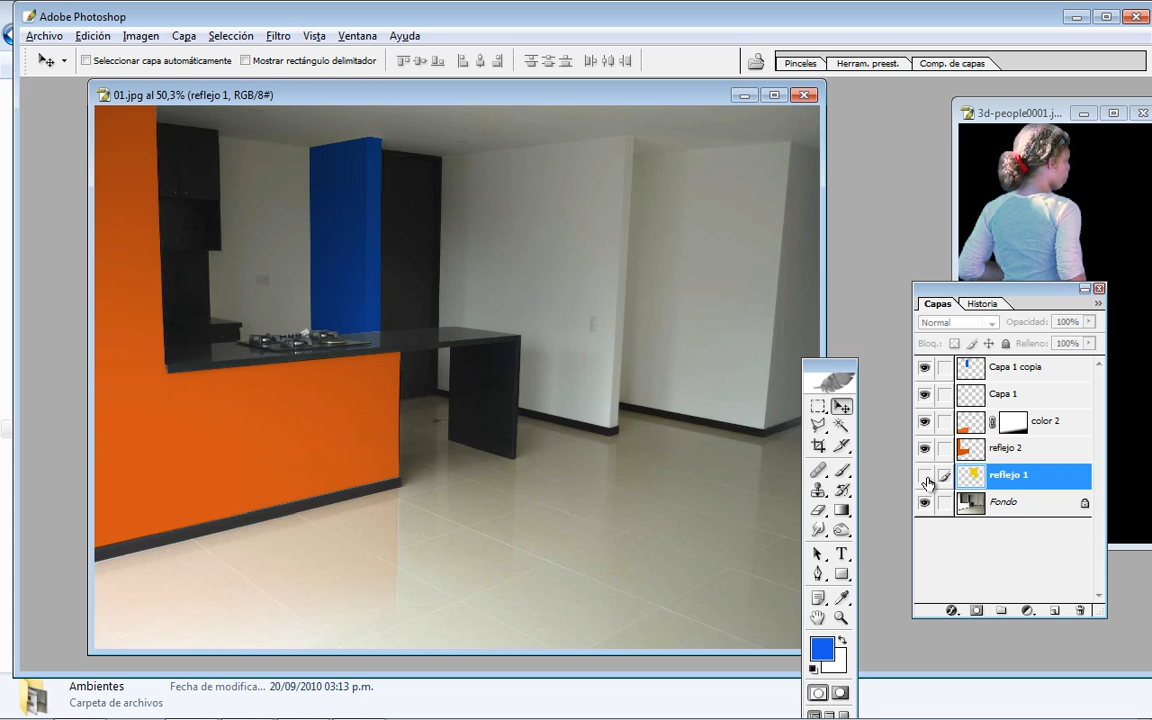 Adobe Photoshop
Archivo Edición Imagen Capa Selección Filtro Vista Ventana Ayuda
Seleccionar capa automáticamente Mostrar rectángulo delimitador
Pinceles Herram. preest. Comp. de capas
01.jpg al 50,3% (reflejo 1, RGB/8#)
3d-people0001.j...
Capas Historia
Normal Opacidad: 100%
Bloq.: Relleno: 100%
Capa 1 copia
Capa 1
color 2
reflejo 2
reflejo 1
Fondo
Ambientes Fecha de modifica... 20/09/2010 03:13 p.m.
Carpeta de archivos